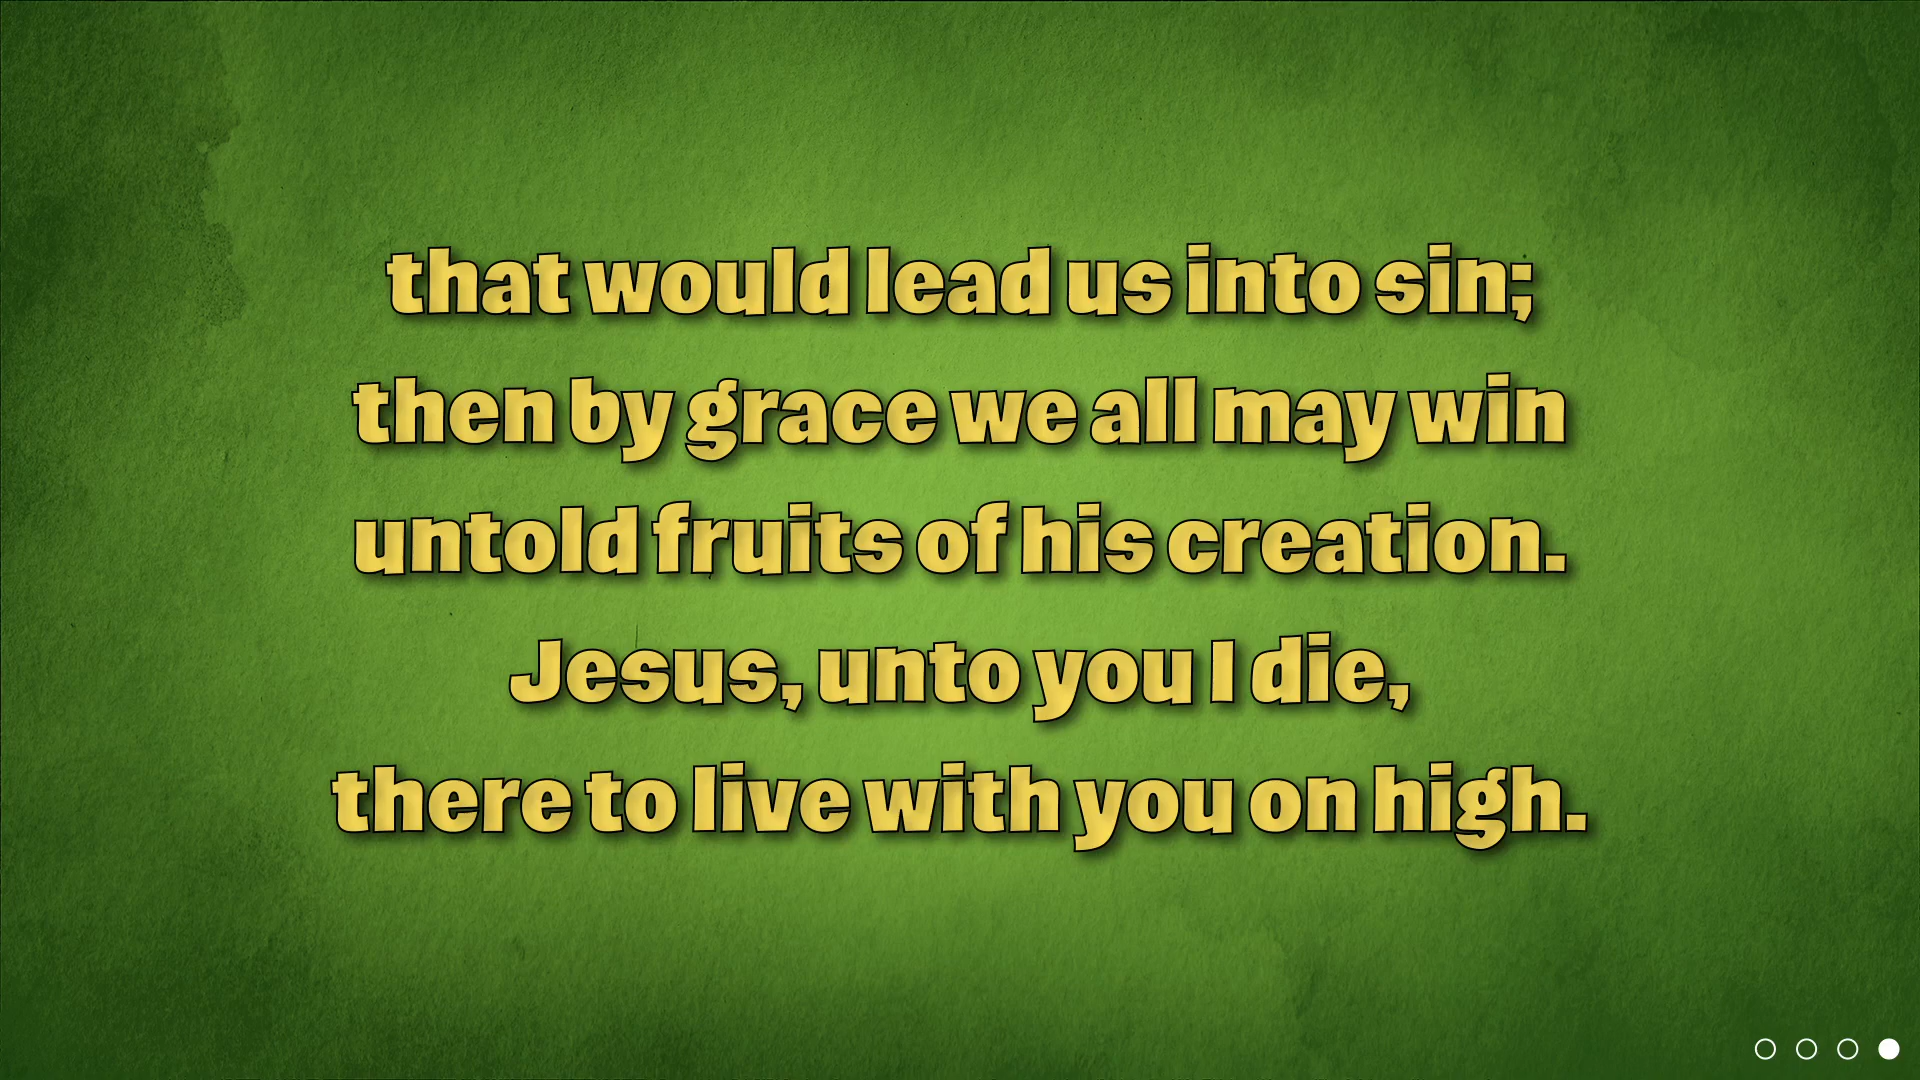 that would lead us into sin;
then by grace we all may win
untold fruits of his creation.
Jesus, unto you I die,
there to live with you on high.